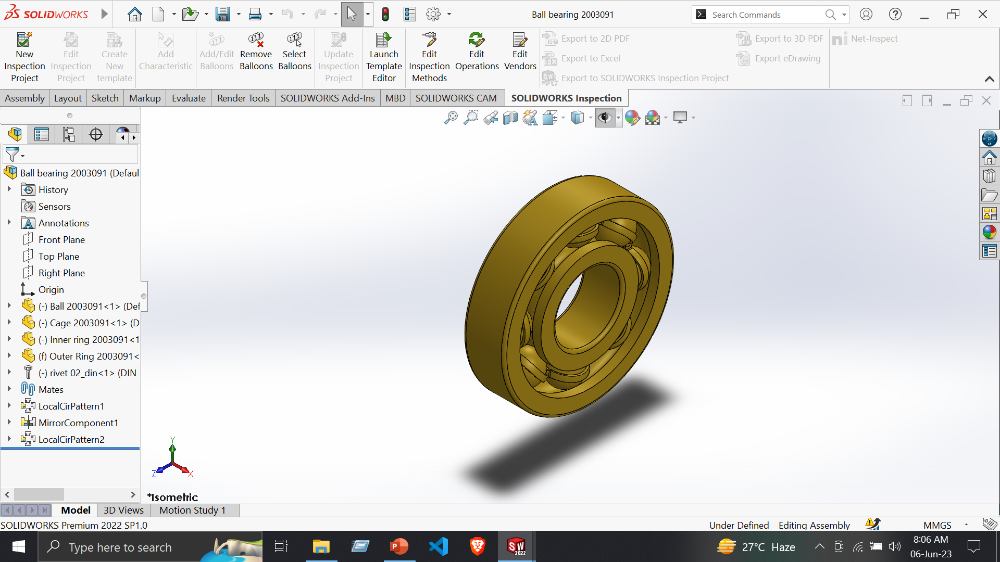 SOLIDWORKS
Ball bearing 2003091
Search Commands
New Inspection Project
Edit Inspection Project
Create New template
Add Characteristic
Add/Edit Balloons
Remove Balloons
Select Balloons
Update Inspection Project
Launch Template Editor
Edit Inspection Methods
Edit Operations
Edit Vendors
Export to 2D PDF
Export to Excel
Export to SOLIDWORKS Inspection Project
Export to 3D PDF
Export eDrawing
Net-Inspect
Assembly
Layout
Sketch
Markup
Evaluate
Render Tools
SOLIDWORKS Add-Ins
MBD
SOLIDWORKS CAM
SOLIDWORKS Inspection
Ball bearing 2003091 (Defaul
History
Sensors
Annotations
Front Plane
Top Plane
Right Plane
Origin
(-) Ball 2003091<1> (Def
(-) Cage 2003091<1> (D
(-) Inner ring 2003091<1
(f) Outer Ring 2003091<
(-) rivet 02_din<1> (DIN
Mates
LocalCirPattern1
MirrorComponent1
LocalCirPattern2
Y
Z
X
*Isometric
Model
3D Views
Motion Study 1
SOLIDWORKS Premium 2022 SP1.0
Under Defined
Editing Assembly
MMGS
Type here to search
27°C Haze
8:06 AM
06-Jun-23